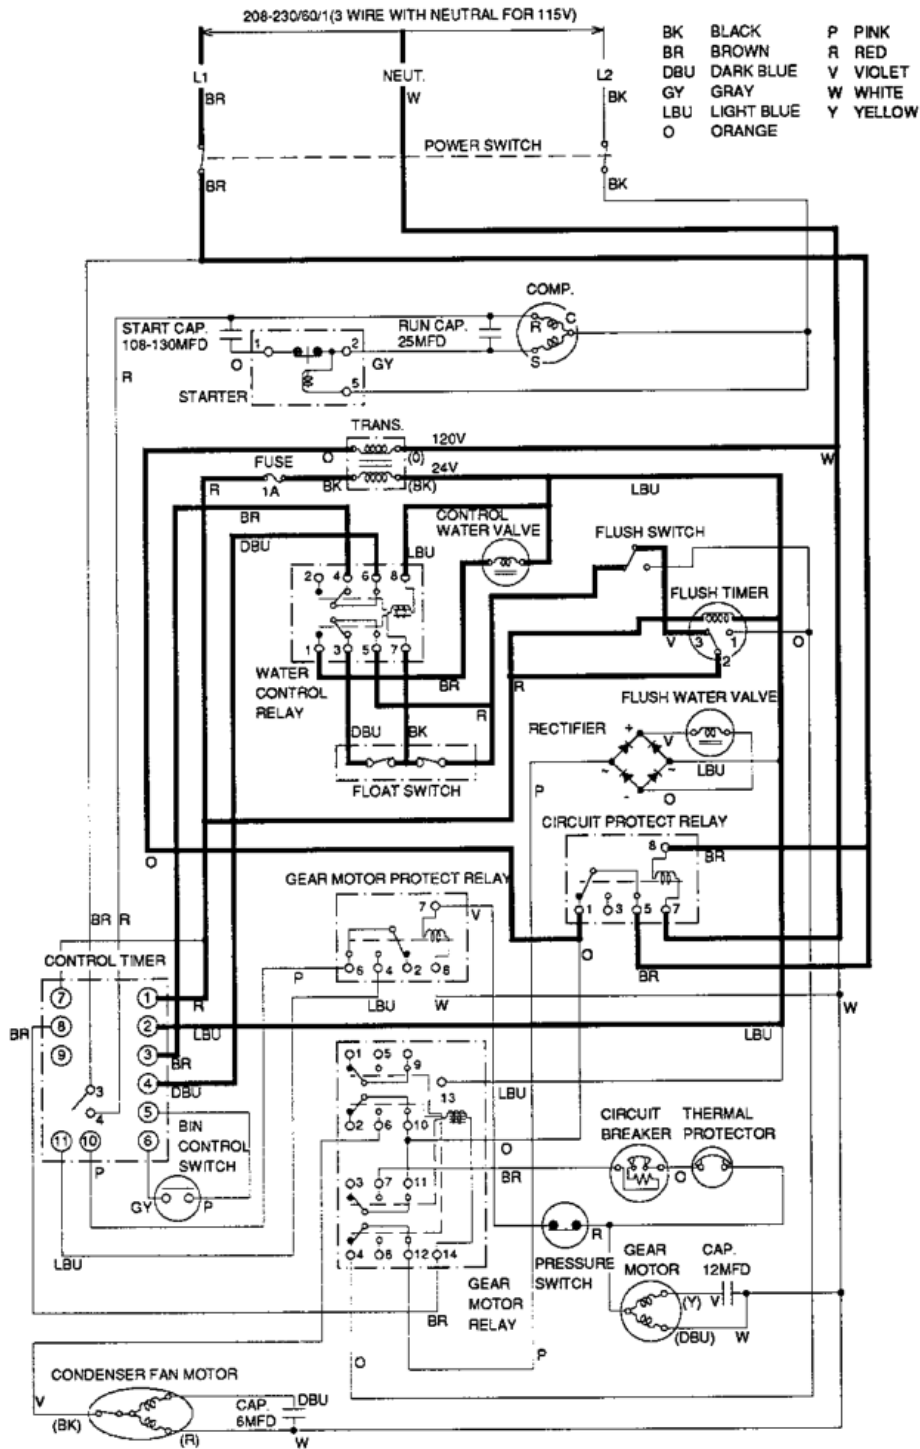 208-230/60/1(3 WIRE WITH NEUTRAL FOR 115V)
BK BLACK P PINK
BR BROWN R RED
DBU DARK BLUE V VIOLET
GY GRAY W WHITE
LBU LIGHT BLUE Y YELLOW
O ORANGE
L1 NEUT. L2
BR W BK
POWER SWITCH
BR BK
COMP.
R C
S
START CAP.
108-130MFD
RUN CAP.
25MFD
1 2
O GY
R
5
STARTER
TRANS.
120V
O (0)
W
FUSE
24V
R 1A BK (BK) LBU
BR
CONTROL
WATER VALVE
FLUSH SWITCH
DBU LBU
2 4 6 8
FLUSH TIMER
3 1
V 2 O
1 3 5 7
WATER
CONTROL
RELAY
BR R
R
FLUSH WATER VALVE
RECTIFIER
+ V
~ ~
-
LBU
O
DBU BK
FLOAT SWITCH
P
CIRCUIT PROTECT RELAY
8
BR
1 3 5 7
O
BR
O
GEAR MOTOR PROTECT RELAY
7
V
6 4 2 8
P LBU W
W
BR R
CONTROL TIMER
7 1
R
BR 8 2
LBU
LBU
9 3
BR
4
DBU
3
4
5
BIN
CONTROL
SWITCH
11 10 6
P
GY P
LBU
1 5 9
13
LBU
2 6 10
O
3 7 11
BR
4 8 12 14
GEAR
MOTOR
RELAY
BR
P
O
CIRCUIT
BREAKER
THERMAL
PROTECTOR
O
R
PRESSURE
SWITCH
GEAR
MOTOR
CAP.
12MFD
(Y) V
(DBU) W
CONDENSER FAN MOTOR
V
(BK)
(R)
DBU
CAP.
6MFD
W